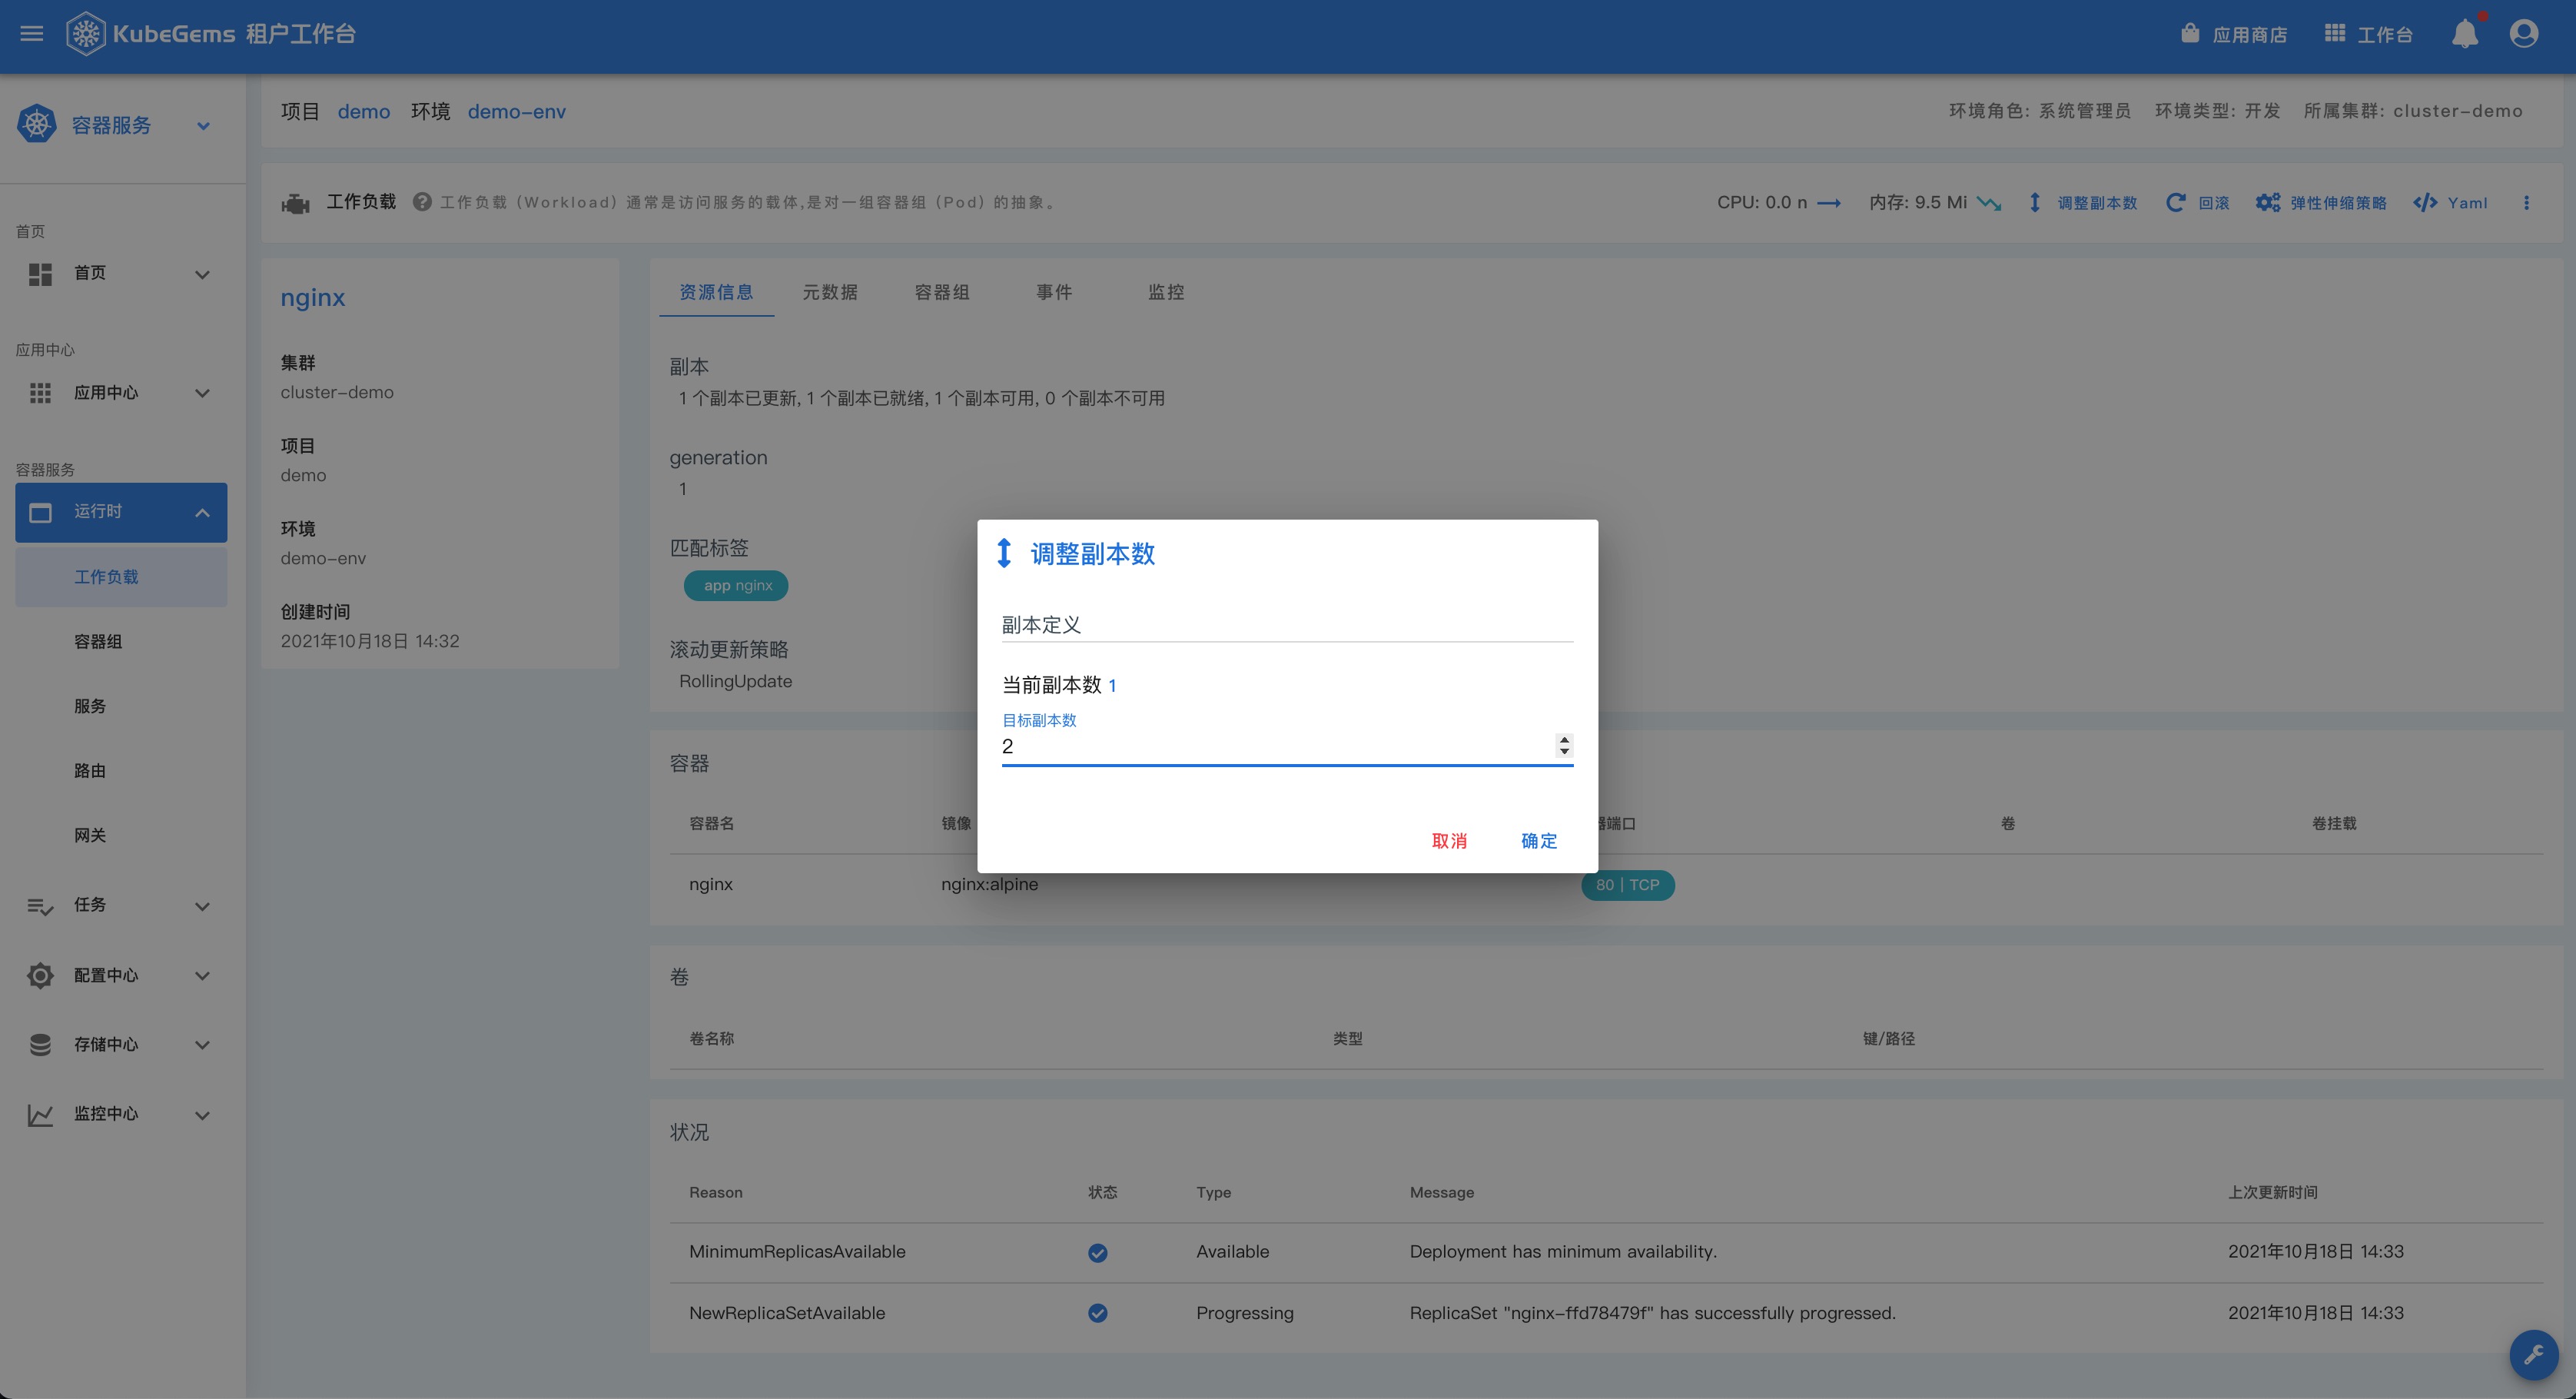 KubeGems 租户工作台
应用商店
工作台
容器服务
项目 demo 环境 demo-env
环境角色: 系统管理员 环境类型: 开发 所属集群: cluster-demo
工作负载
工作负载（Workload）通常是访问服务的载体,是对一组容器组（Pod）的抽象。
CPU: 0.0 n
内存: 9.5 Mi
调整副本数
回滚
弹性伸缩策略
Yaml
首页
首页
应用中心
应用中心
容器服务
运行时
工作负载
容器组
服务
路由
网关
任务
配置中心
存储中心
监控中心
nginx
集群
cluster-demo
项目
demo
环境
demo-env
创建时间
2021年10月18日 14:32
资源信息 元数据 容器组 事件 监控
副本
1 个副本已更新, 1 个副本已就绪, 1 个副本可用, 0 个副本不可用
generation
1
匹配标签
app nginx
滚动更新策略
RollingUpdate
调整副本数
副本定义
当前副本数 1
目标副本数
2
取消 确定
容器
容器名 镜像 器端口 卷 卷挂载
nginx nginx:alpine 80 | TCP
卷
卷名称 类型 键/路径
状况
Reason 状态 Type Message 上次更新时间
MinimumReplicasAvailable Available Deployment has minimum availability. 2021年10月18日 14:33
NewReplicaSetAvailable Progressing ReplicaSet "nginx-ffd78479f" has successfully progressed. 2021年10月18日 14:33